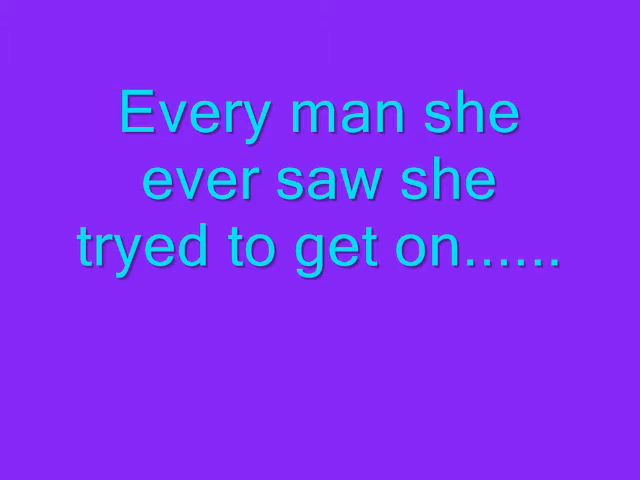 Every man she
ever saw she
tryed to get on......